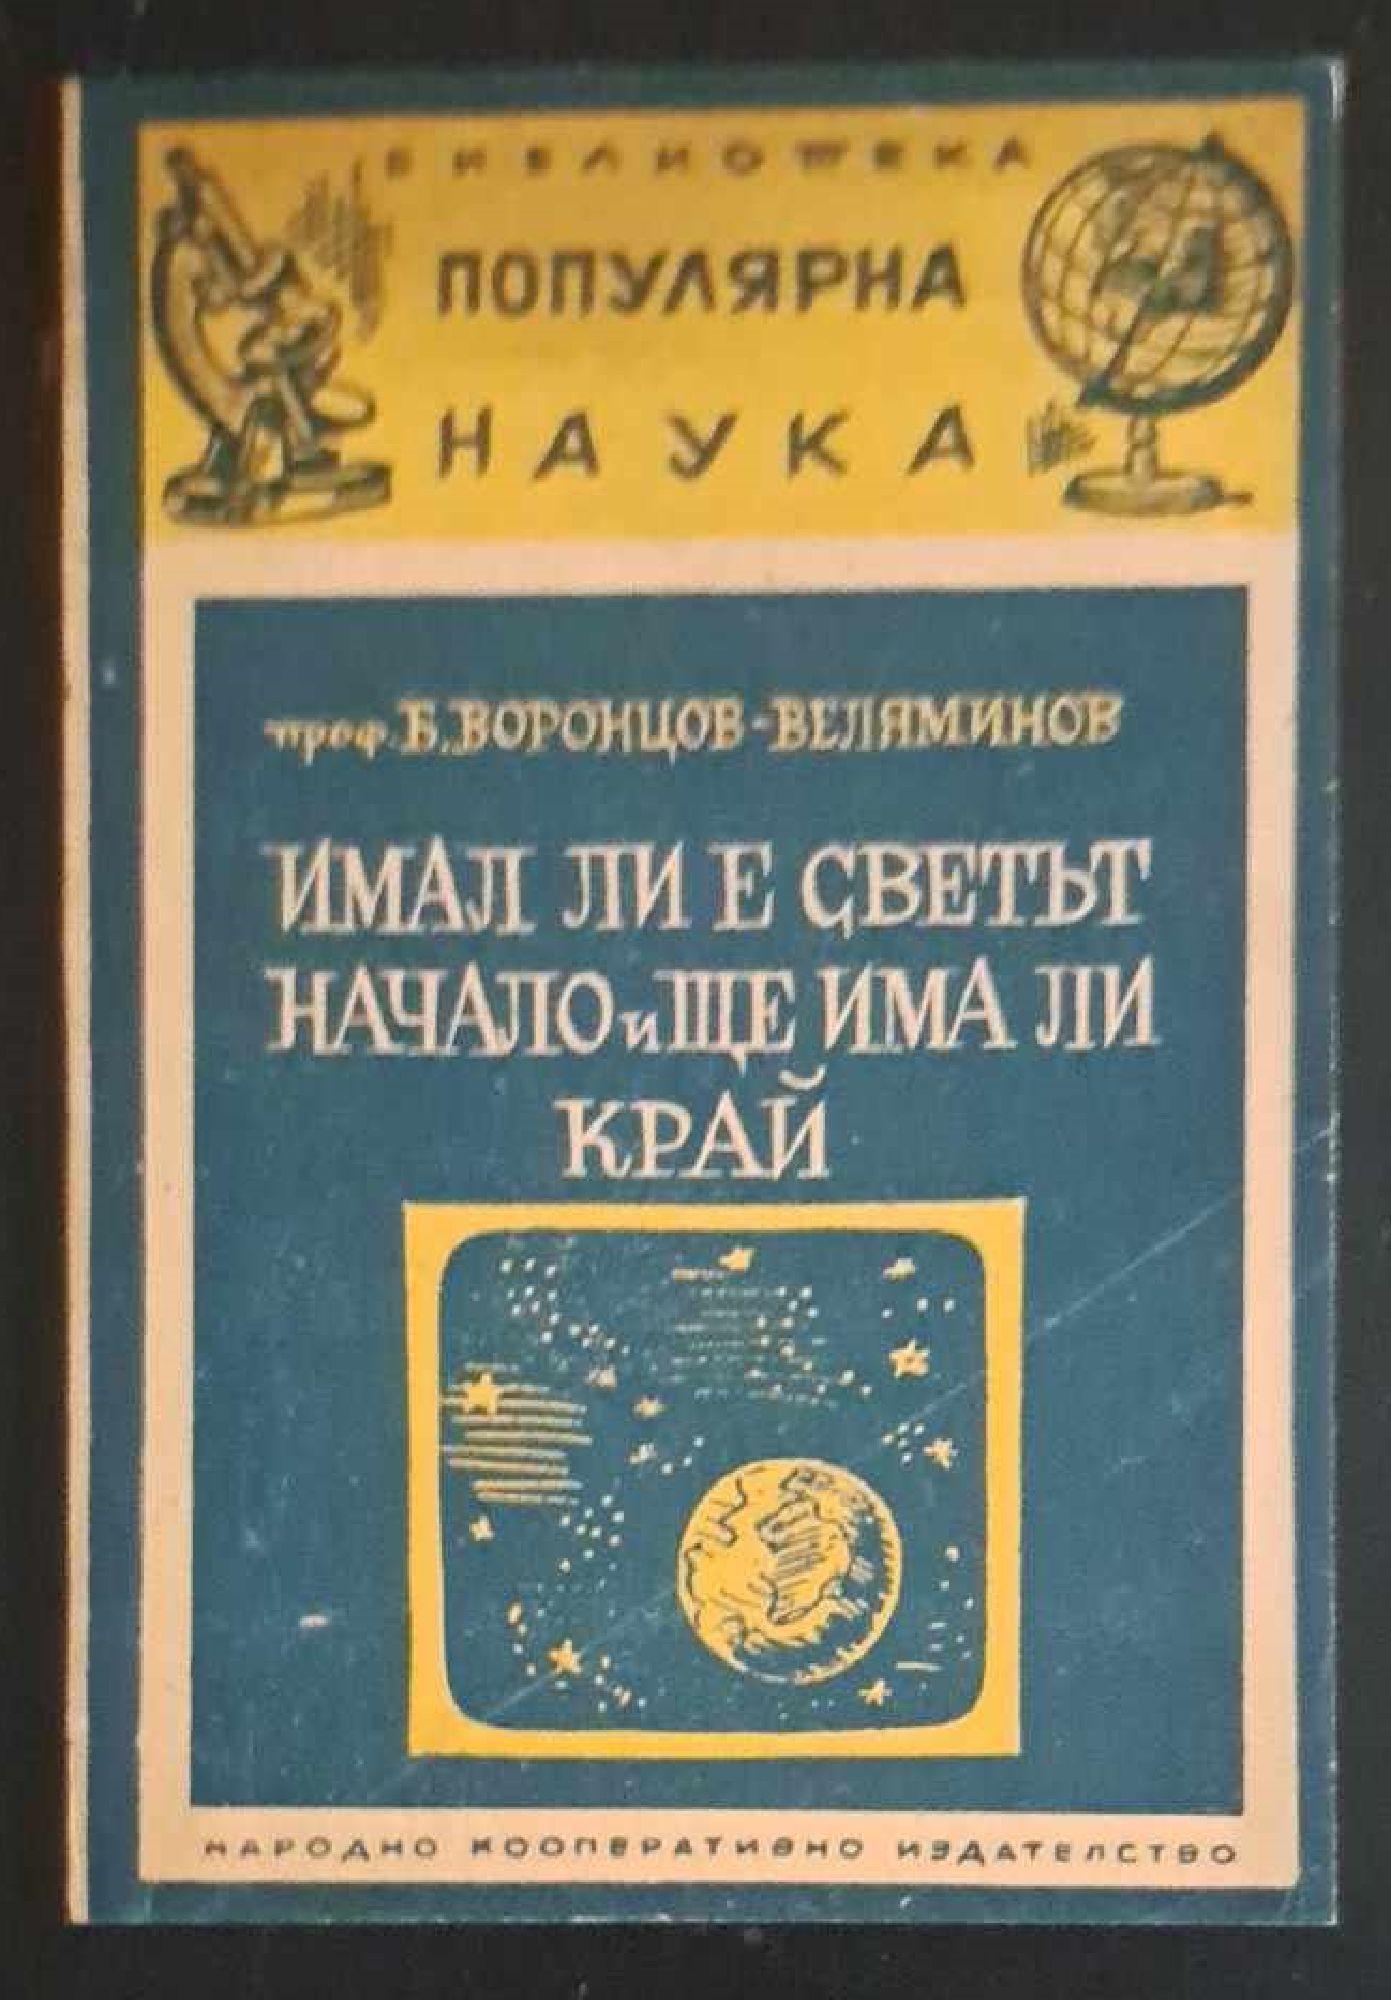 БИБЛИОТЕКА
ПОПУЛЯРНА
НАУКА
проф. Б. ВОРОНЦОВ-ВЕЛЯМИНОВ
ИМАЛ ЛИ Е СВЕТЪТ
НАЧАЛО и ЩЕ ИМА ЛИ
КРАЙ
НАРОДНО КООПЕРАТИВНО ИЗДАТЕЛСТВО